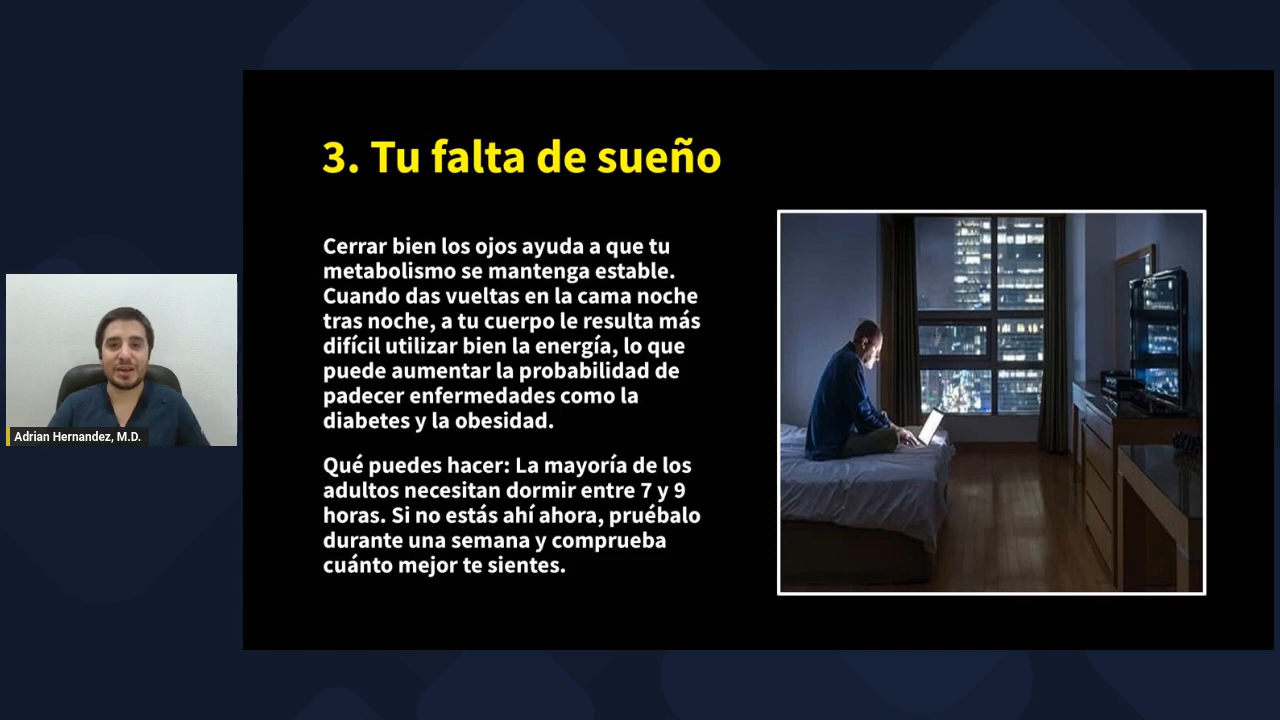 3. Tu falta de sueño
Cerrar bien los ojos ayuda a que tu
metabolismo se mantenga estable.
Cuando das vueltas en la cama noche
tras noche, a tu cuerpo le resulta más
difícil utilizar bien la energía, lo que
puede aumentar la probabilidad de
padecer enfermedades como la
diabetes y la obesidad.
Qué puedes hacer: La mayoría de los
adultos necesitan dormir entre 7 y 9
horas. Si no estás ahí ahora, pruébalo
durante una semana y comprueba
cuánto mejor te sientes.
Adrian Hernandez, M.D.